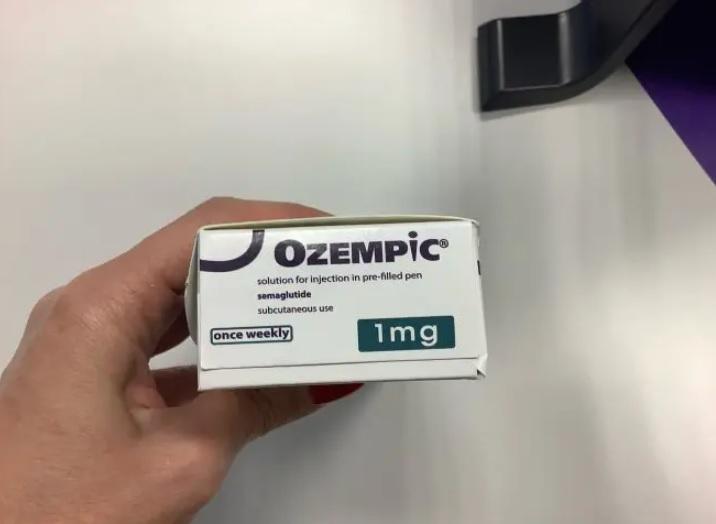 OZEMPIC®
solution for injection in pre-filled pen
semaglutide
subcutaneous use
once weekly
1mg